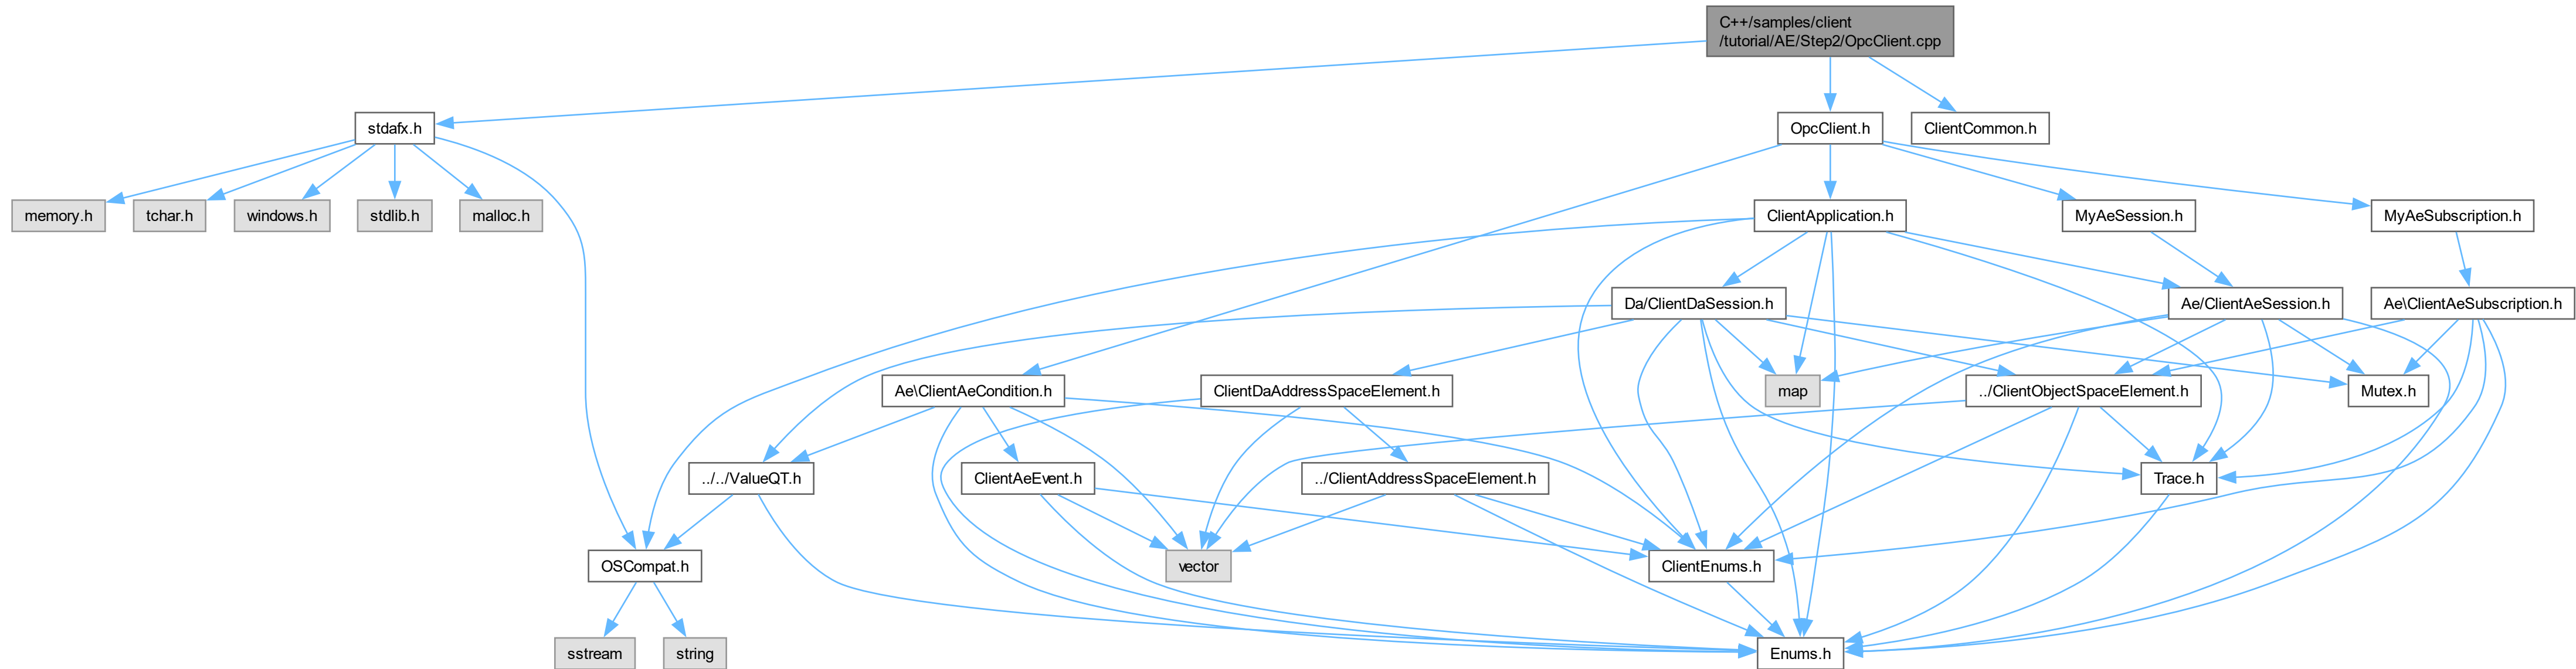 C++/samples/client
/tutorial/AE/Step2/OpcClient.cpp
stdafx.h
OpcClient.h
ClientCommon.h
memory.h
tchar.h
windows.h
stdlib.h
malloc.h
ClientApplication.h
MyAeSession.h
MyAeSubscription.h
Da/ClientDaSession.h
Ae/ClientAeSession.h
Ae\ClientAeSubscription.h
Ae\ClientAeCondition.h
ClientDaAddressSpaceElement.h
map
../ClientObjectSpaceElement.h
Mutex.h
../../ValueQT.h
ClientAeEvent.h
../ClientAddressSpaceElement.h
Trace.h
OSCompat.h
vector
ClientEnums.h
sstream
string
Enums.h